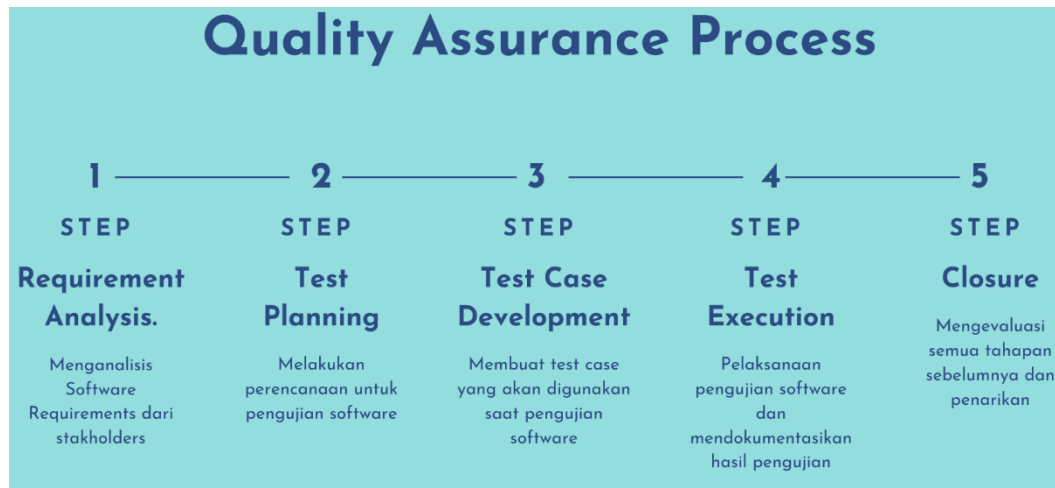 Quality Assurance Process
1
STEP
Requirement
Analysis.
Menganalisis
Software
Requirements dari
stakholders
2
STEP
Test
Planning
Melakukan
perencanaan untuk
pengujian software
3
STEP
Test Case
Development
Membuat test case
yang akan digunakan
saat pengujian
software
4
STEP
Test
Execution
Pelaksanaan
pengujian software
dan
mendokumentasikan
hasil pengujian
5
STEP
Closure
Mengevaluasi
semua tahapan
sebelumnya dan
penarikan